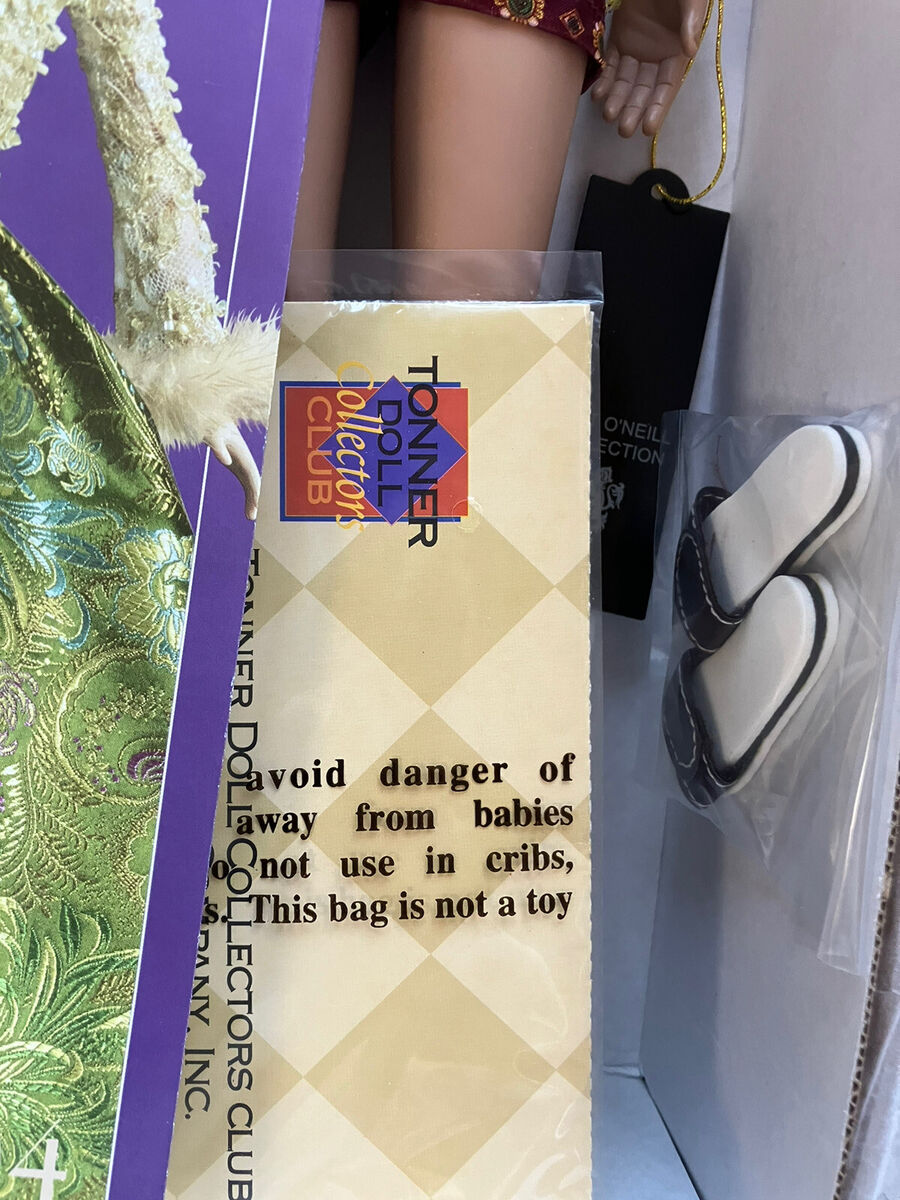 TONNER
DOLL
Collectors
CLUB
O'NEILL
ECTION
TONNER DOLL COLLECTORS CLUB
PANY, INC.
avoid danger of
away from babies
o not use in cribs,
s. This bag is not a toy